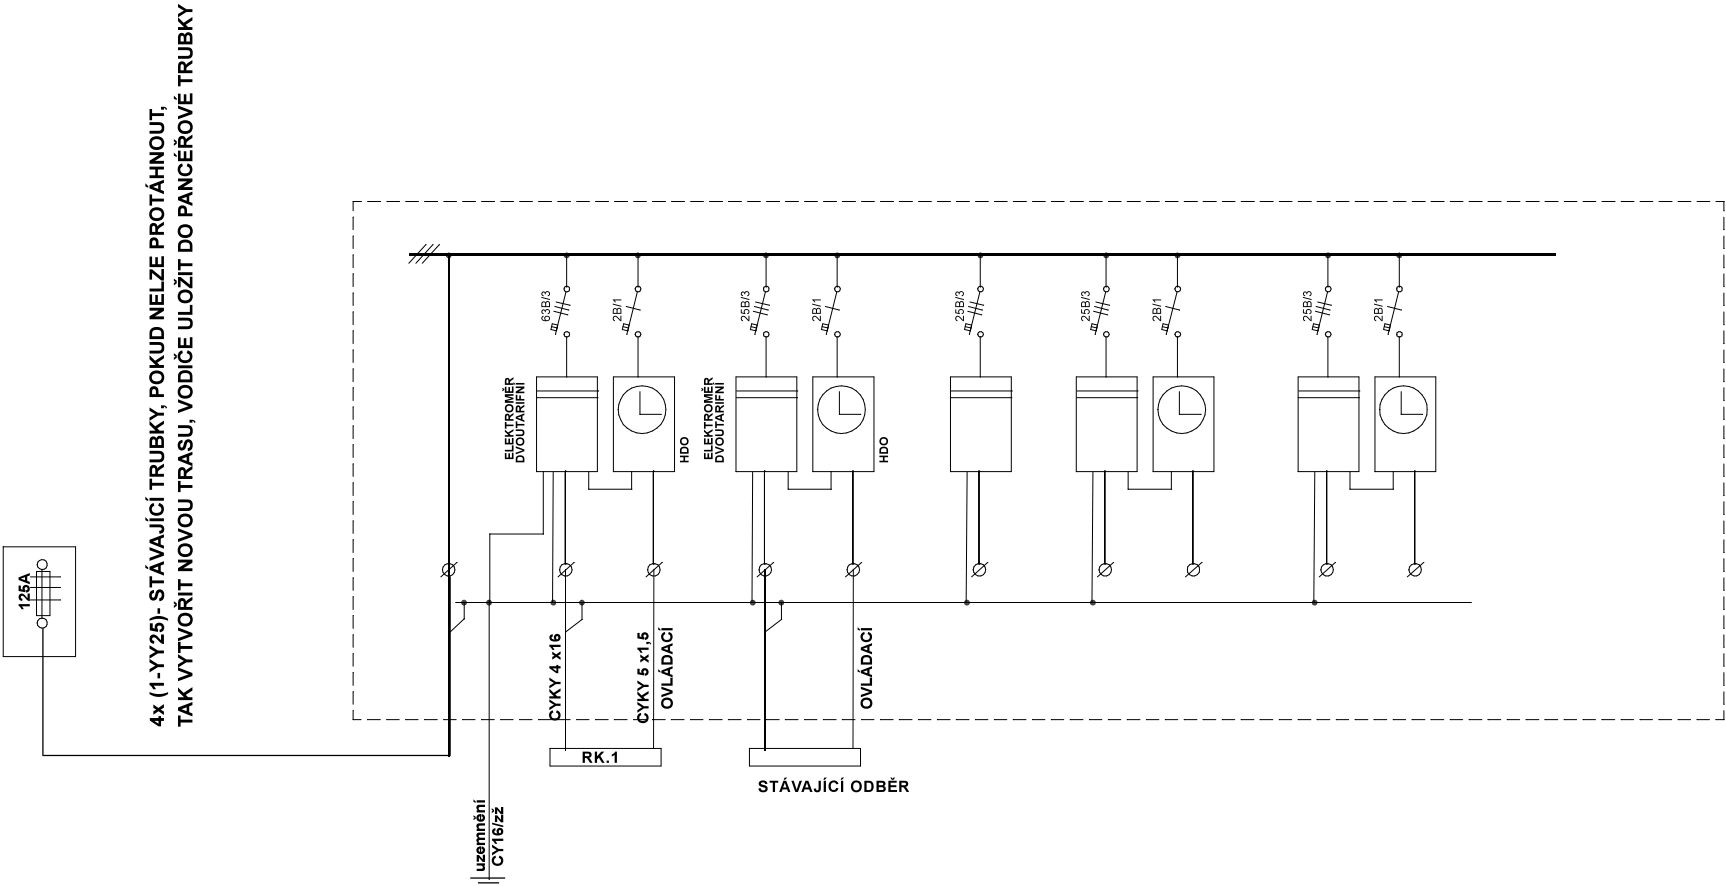 4x (1-YY25)- STÁVAJÍCÍ TRUBKY, POKUD NELZE PROTÁHNOUT,
TAK VYTVOŘIT NOVOU TRASU, VODIČE ULOŽIT DO PANCÉŘOVÉ TRUBKY
125A
63B/3
2B/1
25B/3
2B/1
25B/3
25B/3
2B/1
25B/3
2B/1
ELEKTROMĚR
DVOUTARIFNÍ
HDO
ELEKTROMĚR
DVOUTARIFNÍ
HDO
CYKY 4 x16
CYKY 5 x1,5
OVLÁDACÍ
OVLÁDACÍ
RK.1
STÁVAJÍCÍ ODBĚR
uzemnění
CY16/zž